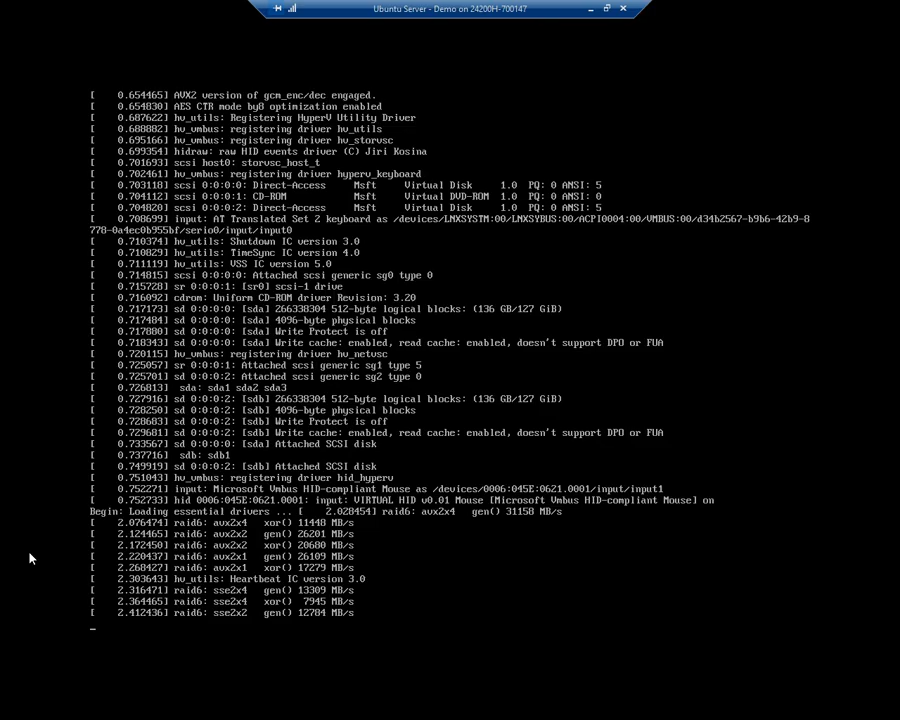 Ubuntu Server - Demo on 24200H-700147
[    0.654465] AVX2 version of gcm_enc/dec engaged.
[    0.654830] AES CTR mode by8 optimization enabled
[    0.687622] hv_utils: Registering HyperV Utility Driver
[    0.688882] hv_vmbus: registering driver hv_utils
[    0.695166] hv_vmbus: registering driver hv_storvsc
[    0.699354] hidraw: raw HID events driver (C) Jiri Kosina
[    0.701693] scsi host0: storvsc_host_t
[    0.702461] hv_vmbus: registering driver hyperv_keyboard
[    0.703118] scsi 0:0:0:0: Direct-Access     Msft     Virtual Disk     1.0  PQ: 0 ANSI: 5
[    0.704112] scsi 0:0:0:1: CD-ROM            Msft     Virtual DVD-ROM  1.0  PQ: 0 ANSI: 5
[    0.704820] scsi 0:0:0:2: Direct-Access     Msft     Virtual Disk     1.0  PQ: 0 ANSI: 5
[    0.708699] input: AT Translated Set 2 keyboard as /devices/LNXSYSTM:00/LNXSYBUS:00/ACPI0004:00/VMBUS:00/d34b2567-b9b6-42b9-8
778-0a4ec0b955bf/serio0/input/input0
[    0.710374] hv_utils: Shutdown IC version 3.0
[    0.710829] hv_utils: TimeSync IC version 4.0
[    0.711119] hv_utils: VSS IC version 5.0
[    0.714815] scsi 0:0:0:0: Attached scsi generic sg0 type 0
[    0.715728] sr 0:0:0:1: [sr0] scsi-1 drive
[    0.716092] cdrom: Uniform CD-ROM driver Revision: 3.20
[    0.717173] sd 0:0:0:0: [sda] 266338304 512-byte logical blocks: (136 GB/127 GiB)
[    0.717484] sd 0:0:0:0: [sda] 4096-byte physical blocks
[    0.717880] sd 0:0:0:0: [sda] Write Protect is off
[    0.718343] sd 0:0:0:0: [sda] Write cache: enabled, read cache: enabled, doesn't support DPO or FUA
[    0.720115] hv_vmbus: registering driver hv_netvsc
[    0.725057] sr 0:0:0:1: Attached scsi generic sg1 type 5
[    0.725701] sd 0:0:0:2: Attached scsi generic sg2 type 0
[    0.726813]  sda: sda1 sda2 sda3
[    0.727916] sd 0:0:0:2: [sdb] 266338304 512-byte logical blocks: (136 GB/127 GiB)
[    0.728250] sd 0:0:0:2: [sdb] 4096-byte physical blocks
[    0.728683] sd 0:0:0:2: [sdb] Write Protect is off
[    0.729681] sd 0:0:0:2: [sdb] Write cache: enabled, read cache: enabled, doesn't support DPO or FUA
[    0.733567] sd 0:0:0:0: [sda] Attached SCSI disk
[    0.737716]  sdb: sdb1
[    0.749919] sd 0:0:0:2: [sdb] Attached SCSI disk
[    0.751043] hv_vmbus: registering driver hid_hyperv
[    0.752271] input: Microsoft Vmbus HID-compliant Mouse as /devices/0006:045E:0621.0001/input/input1
[    0.752733] hid 0006:045E:0621.0001: input: VIRTUAL HID v0.01 Mouse [Microsoft Vmbus HID-compliant Mouse] on
Begin: Loading essential drivers ... [    2.028454] raid6: avx2x4   gen() 31158 MB/s
[    2.076474] raid6: avx2x4   xor() 11448 MB/s
[    2.124465] raid6: avx2x2   gen() 26201 MB/s
[    2.172450] raid6: avx2x2   xor() 20680 MB/s
[    2.220437] raid6: avx2x1   gen() 26109 MB/s
[    2.268427] raid6: avx2x1   xor() 17279 MB/s
[    2.303643] hv_utils: Heartbeat IC version 3.0
[    2.316471] raid6: sse2x4   gen() 13309 MB/s
[    2.364465] raid6: sse2x4   xor()  7945 MB/s
[    2.412436] raid6: sse2x2   gen() 12784 MB/s
_